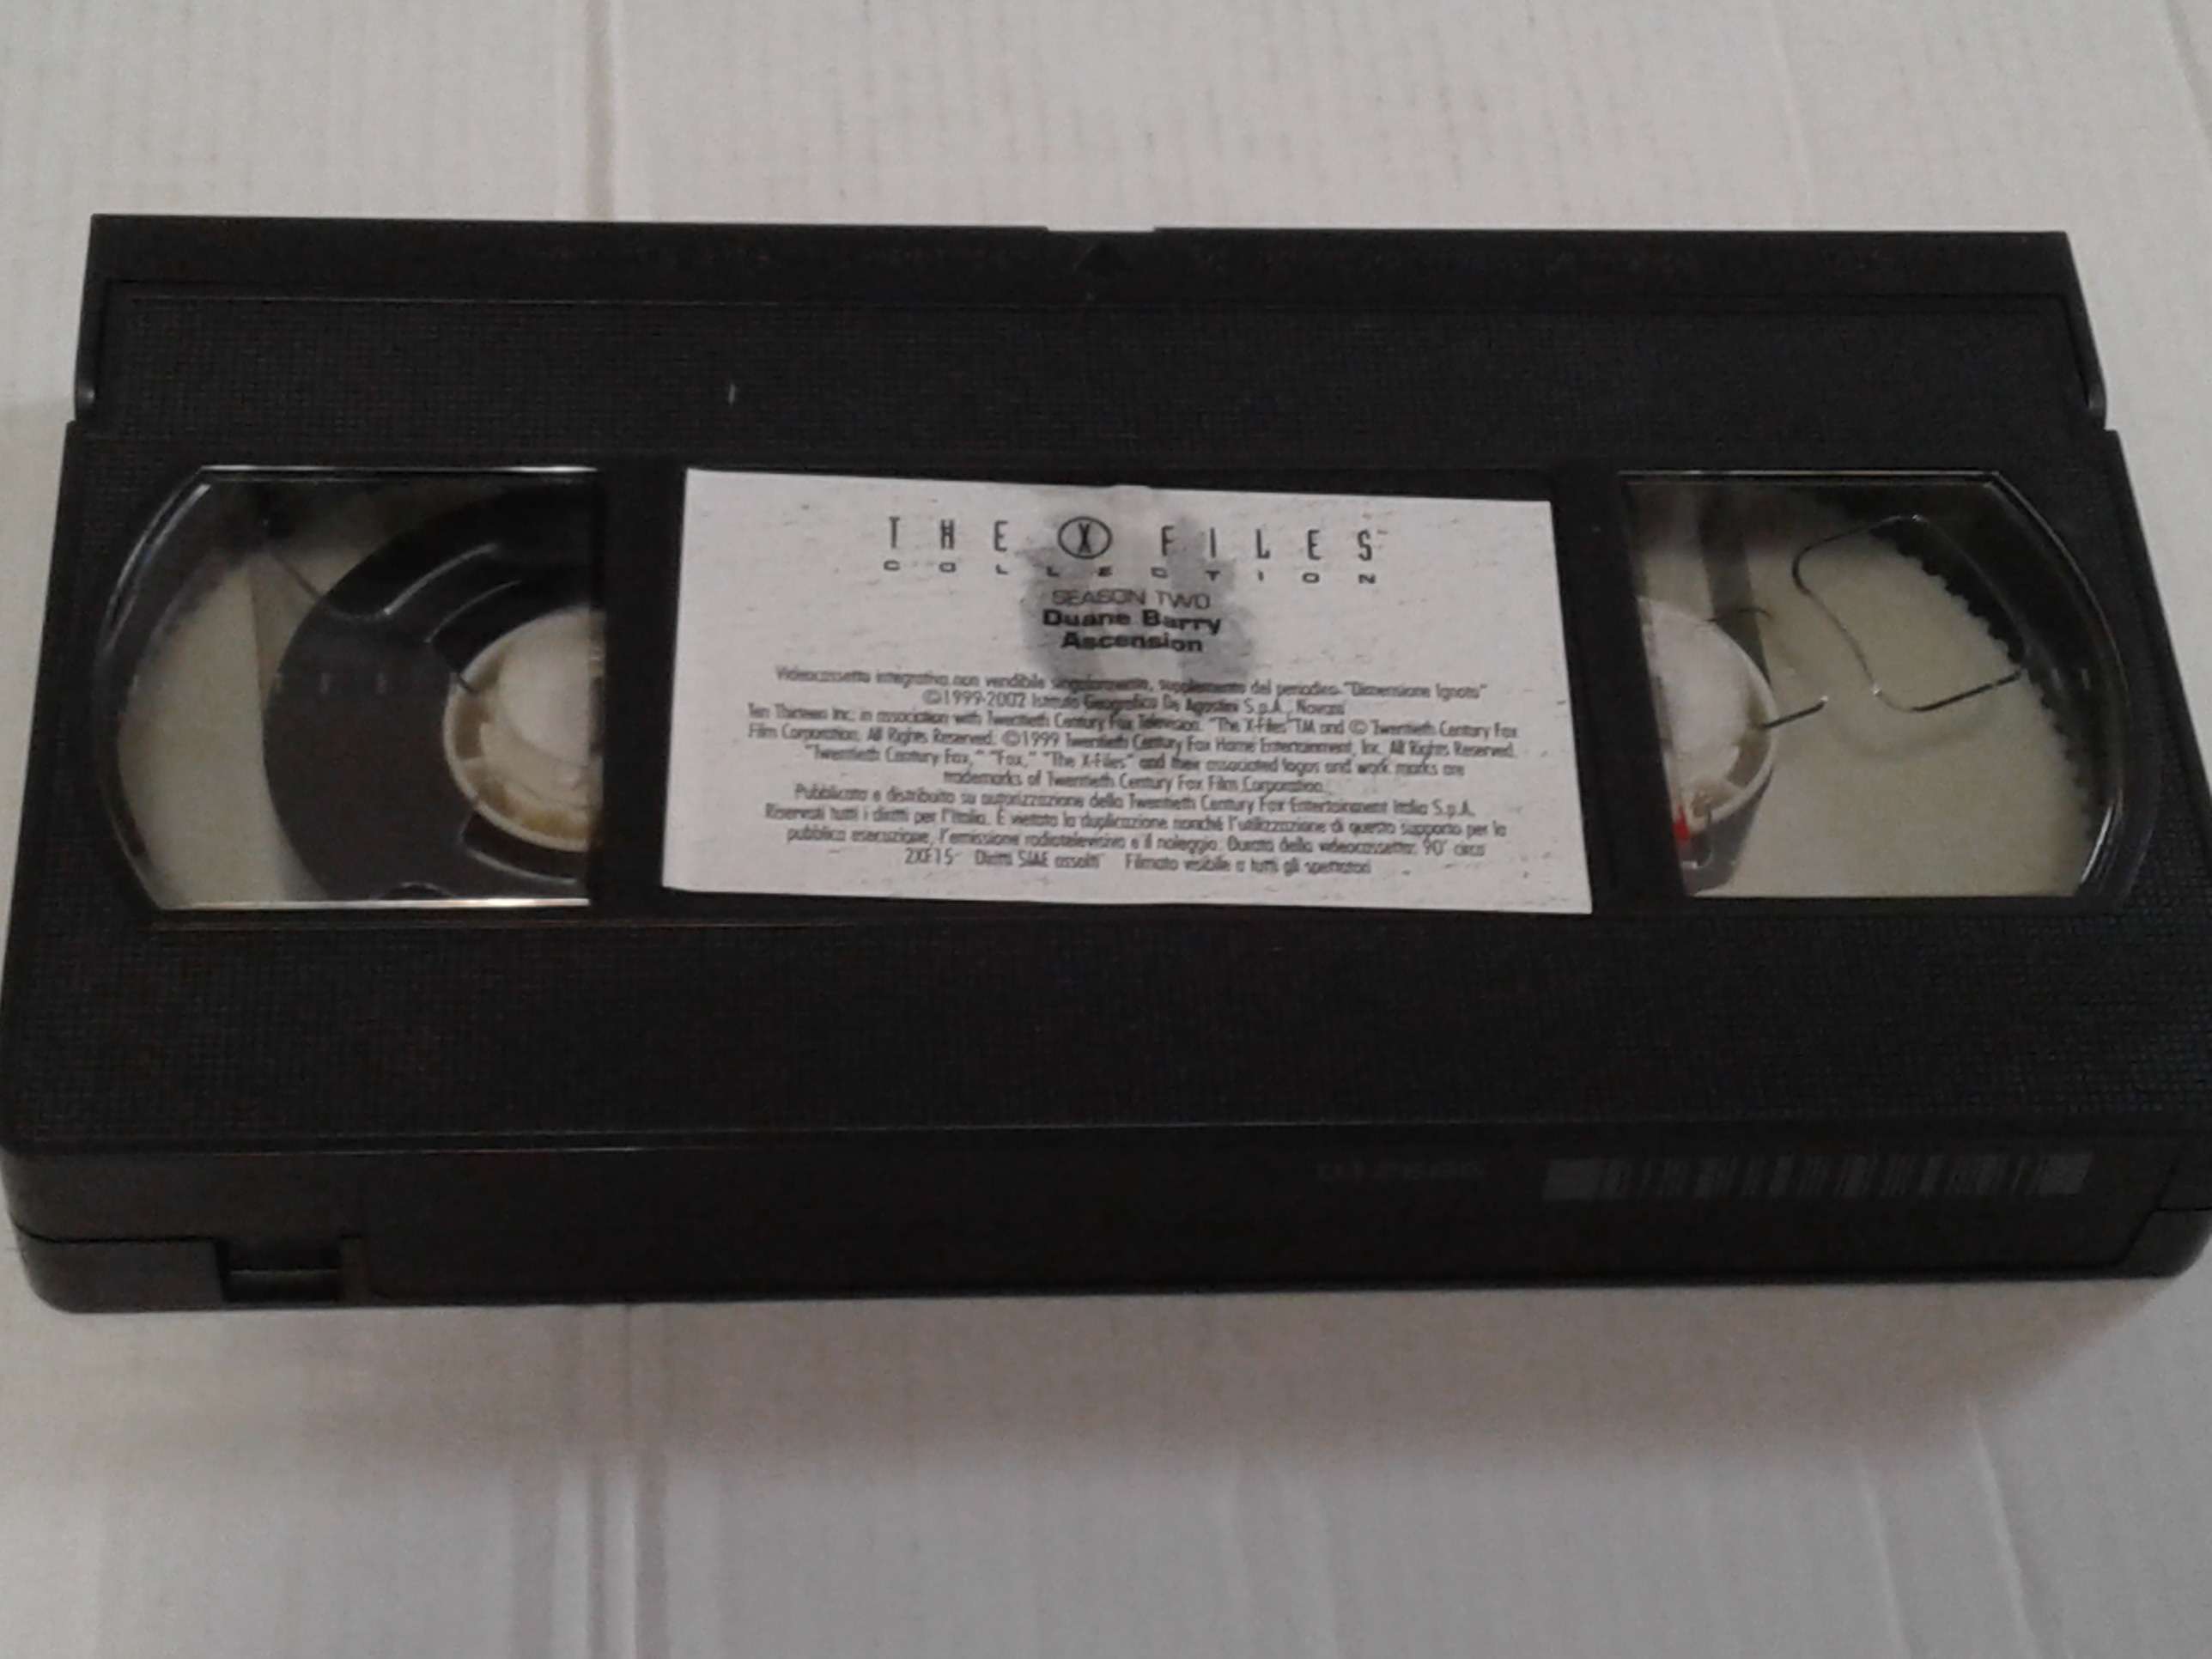 THE X FILES™
COLLECTION
SEASON TWO
Duane Barry
Ascension
Videocassetta integrativa non vendibile singolarmente, supplemento del periodico "Dimensione Ignoto"
©1999-2002 Istituto Geografico De Agostini S.p.A., Novara
Ten Thirteen Inc. in association with Twentieth Century Fox Television. "The X-Files" TM and © Twentieth Century Fox
Film Corporation. All Rights Reserved. ©1999 Twentieth Century Fox Home Entertainment, Inc. All Rights Reserved.
"Twentieth Century Fox," "Fox," "The X-Files" and their associated logos and work marks are
trademarks of Twentieth Century Fox Film Corporation.
Pubblicato e distribuito su autorizzazione della Twentieth Century Fox Entertainment Italia S.p.A.
Riservati tutti i diritti per l'Italia. È vietata la duplicazione nonché l'utilizzazione di questo supporto per la
pubblica esecuzione, l'emissione radiotelevisiva e il noleggio. Durata della videocassetta: 90' circa
2XF15 Diritti SIAE assolti Filmato visibile a tutti gli spettatori